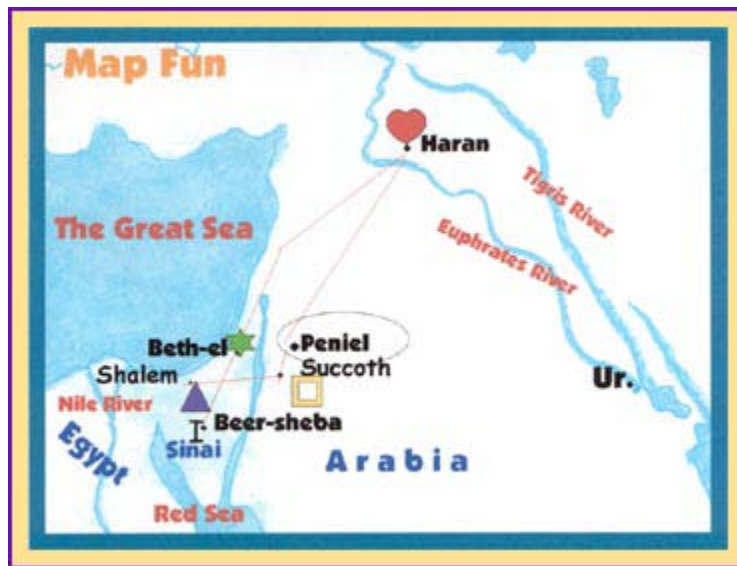 Map Fun
Haran
Tigris River
The Great Sea
Euphrates River
Beth-el
Peniel
Shalem
Succoth
Ur.
Nile River
Beer-sheba
Egypt
Sinai
Arabia
Red Sea